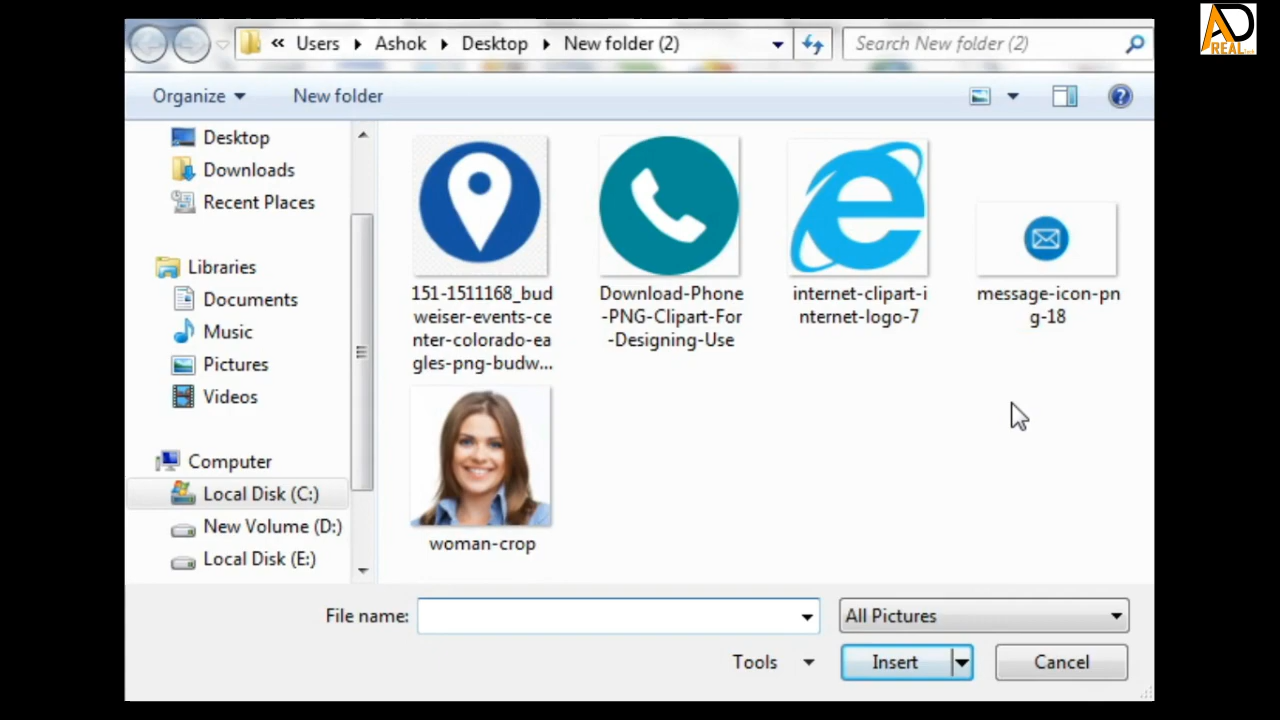 « Users Ashok Desktop New folder (2)
Search New folder (2)
AD
REAL
Organize New folder
Desktop
Downloads
Recent Places
Libraries
Documents
Music
Pictures
Videos
Computer
Local Disk (C:)
New Volume (D:)
Local Disk (E:)
151-1511168_bud
weiser-events-ce
nter-colorado-ea
gles-png-budw...
Download-Phone
-PNG-Clipart-For
-Designing-Use
internet-clipart-i
nternet-logo-7
message-icon-pn
g-18
woman-crop
File name:
All Pictures
Tools
Insert
Cancel